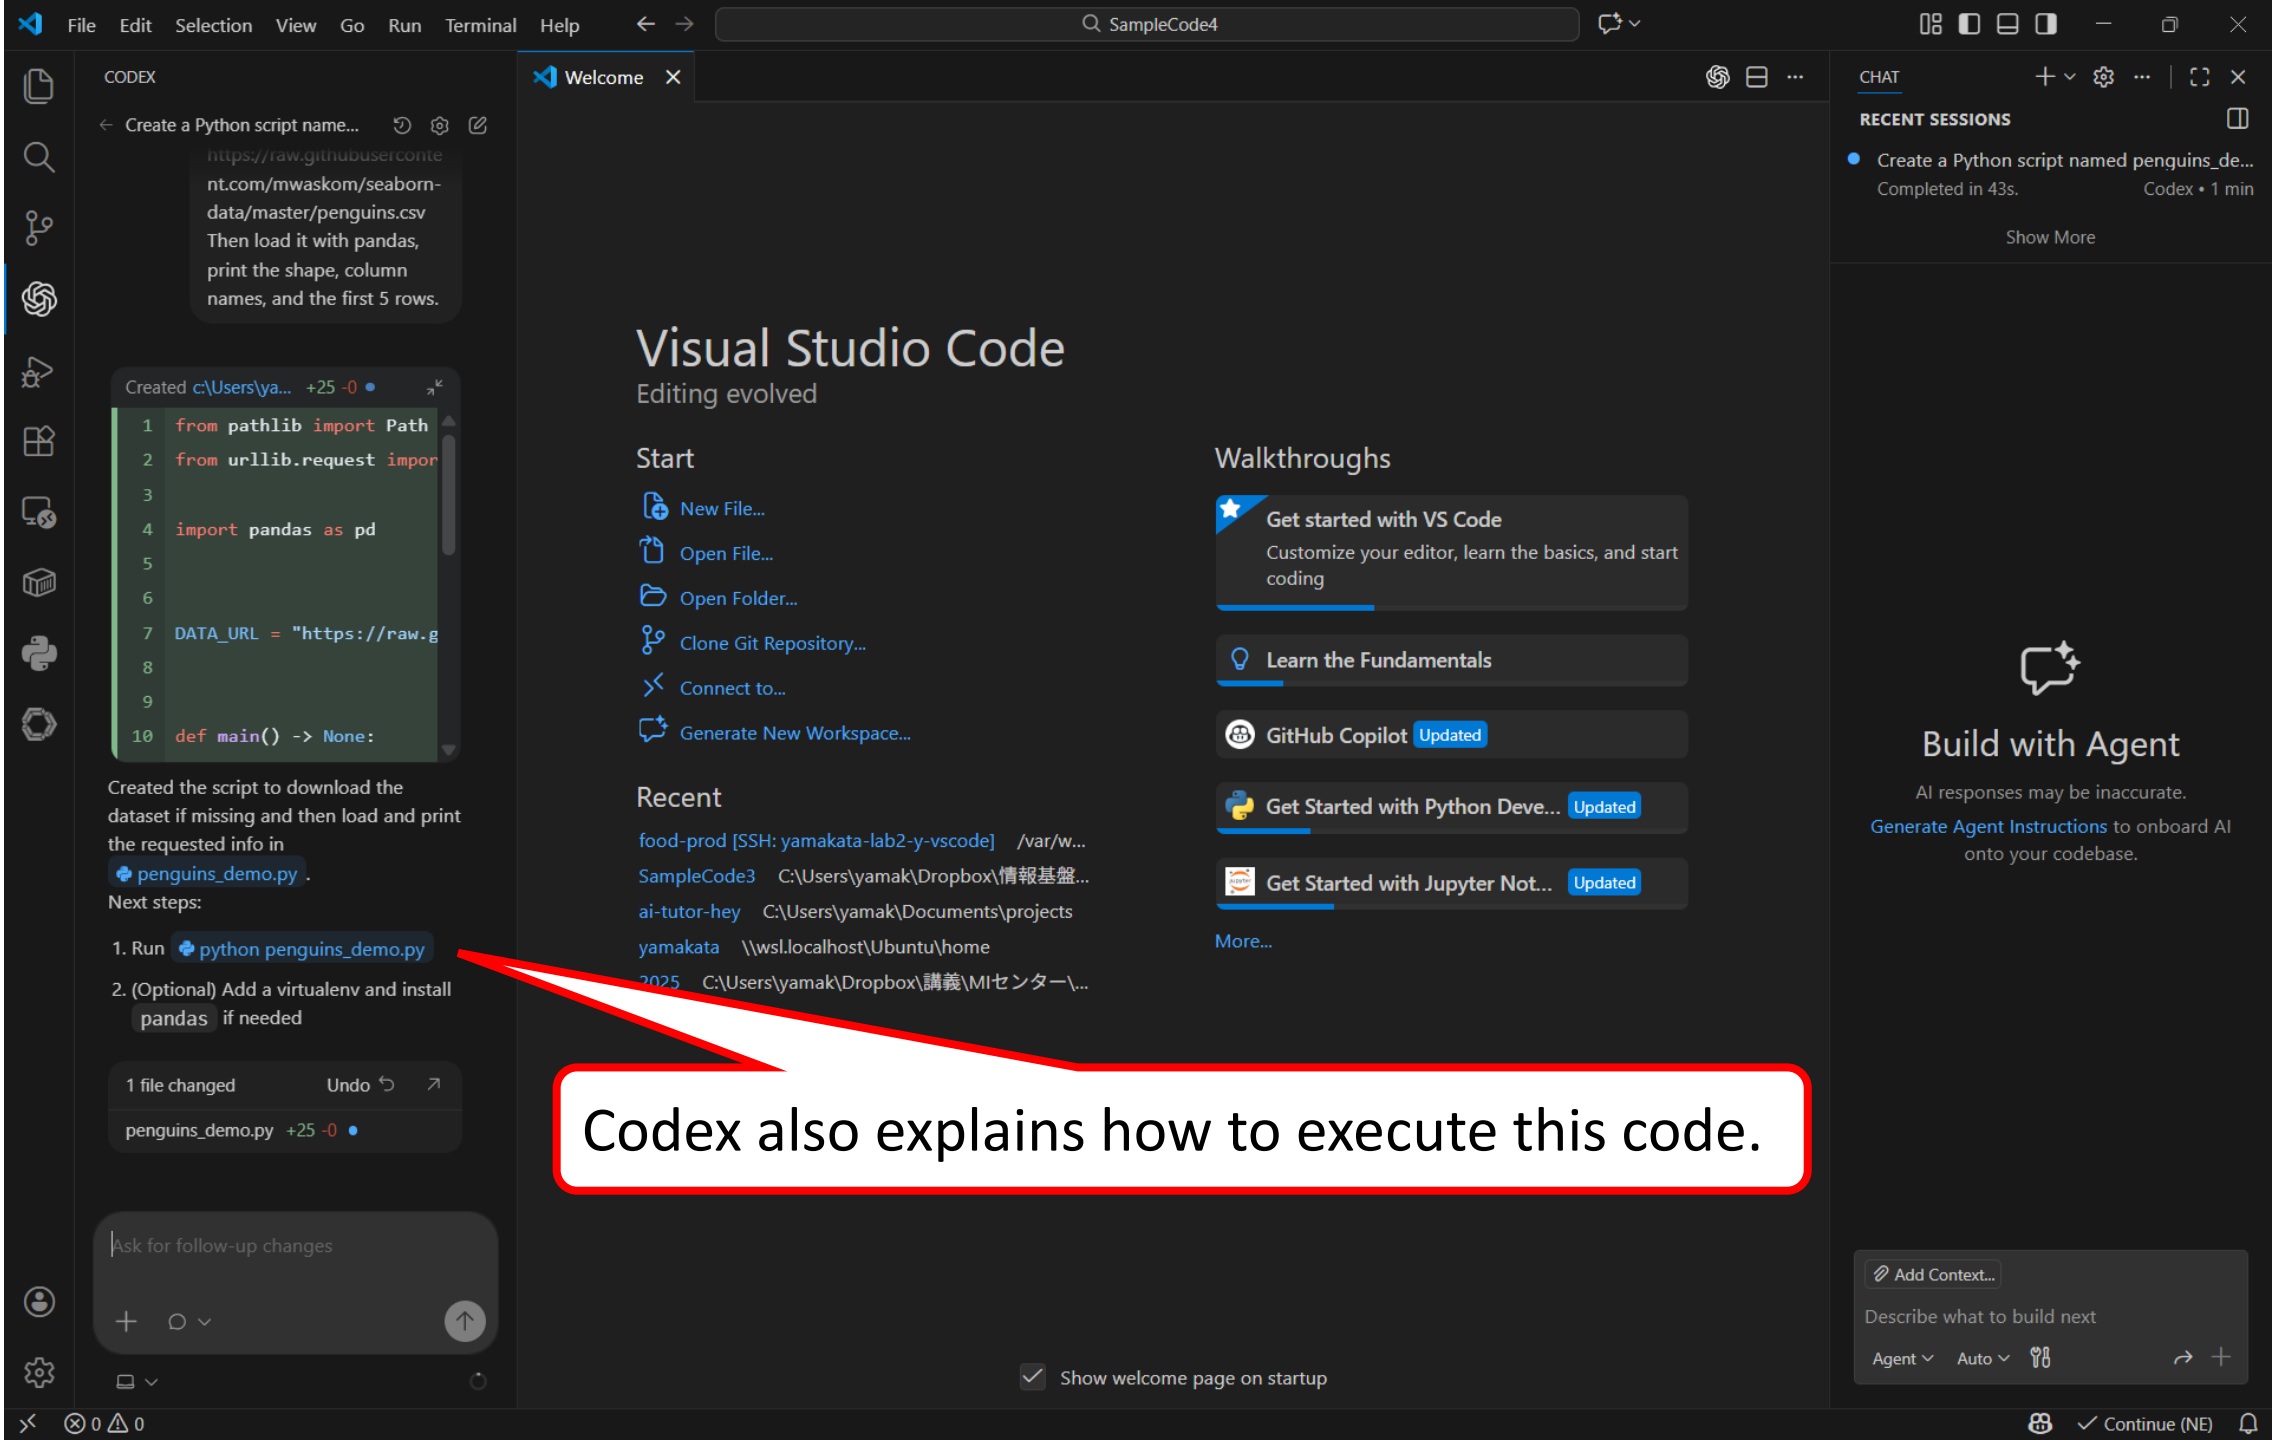 File Edit Selection View Go Run Terminal Help
SampleCode4
CODEX
Create a Python script name...
https://raw.githubuserconte
nt.com/mwaskom/seaborn-
data/master/penguins.csv
Then load it with pandas,
print the shape, column
names, and the first 5 rows.
Created c:\Users\ya... +25 -0
1 from pathlib import Path
2 from urllib.request impor
3
4 import pandas as pd
5
6
7 DATA_URL = "https://raw.g
8
9
10 def main() -> None:
Created the script to download the
dataset if missing and then load and print
the requested info in
penguins_demo.py .
Next steps:
1. Run python penguins_demo.py
2. (Optional) Add a virtualenv and install
pandas if needed
1 file changed Undo
penguins_demo.py +25 -0
Ask for follow-up changes
Welcome
Visual Studio Code
Editing evolved
Start
New File...
Open File...
Open Folder...
Clone Git Repository...
Connect to...
Generate New Workspace...
Recent
food-prod [SSH: yamakata-lab2-y-vscode] /var/w...
SampleCode3 C:\Users\yamak\Dropbox\情報基盤...
ai-tutor-hey C:\Users\yamak\Documents\projects
yamakata \\wsl.localhost\Ubuntu\home
2025 C:\Users\yamak\Dropbox\講義\MIセンター\...
Walkthroughs
Get started with VS Code
Customize your editor, learn the basics, and start
coding
Learn the Fundamentals
GitHub Copilot Updated
Get Started with Python Deve... Updated
Get Started with Jupyter Not... Updated
More...
Codex also explains how to execute this code.
Show welcome page on startup
CHAT
RECENT SESSIONS
Create a Python script named penguins_de...
Completed in 43s. Codex • 1 min
Show More
Build with Agent
AI responses may be inaccurate.
Generate Agent Instructions to onboard AI
onto your codebase.
Add Context...
Describe what to build next
Agent Auto
0 0
Continue (NE)